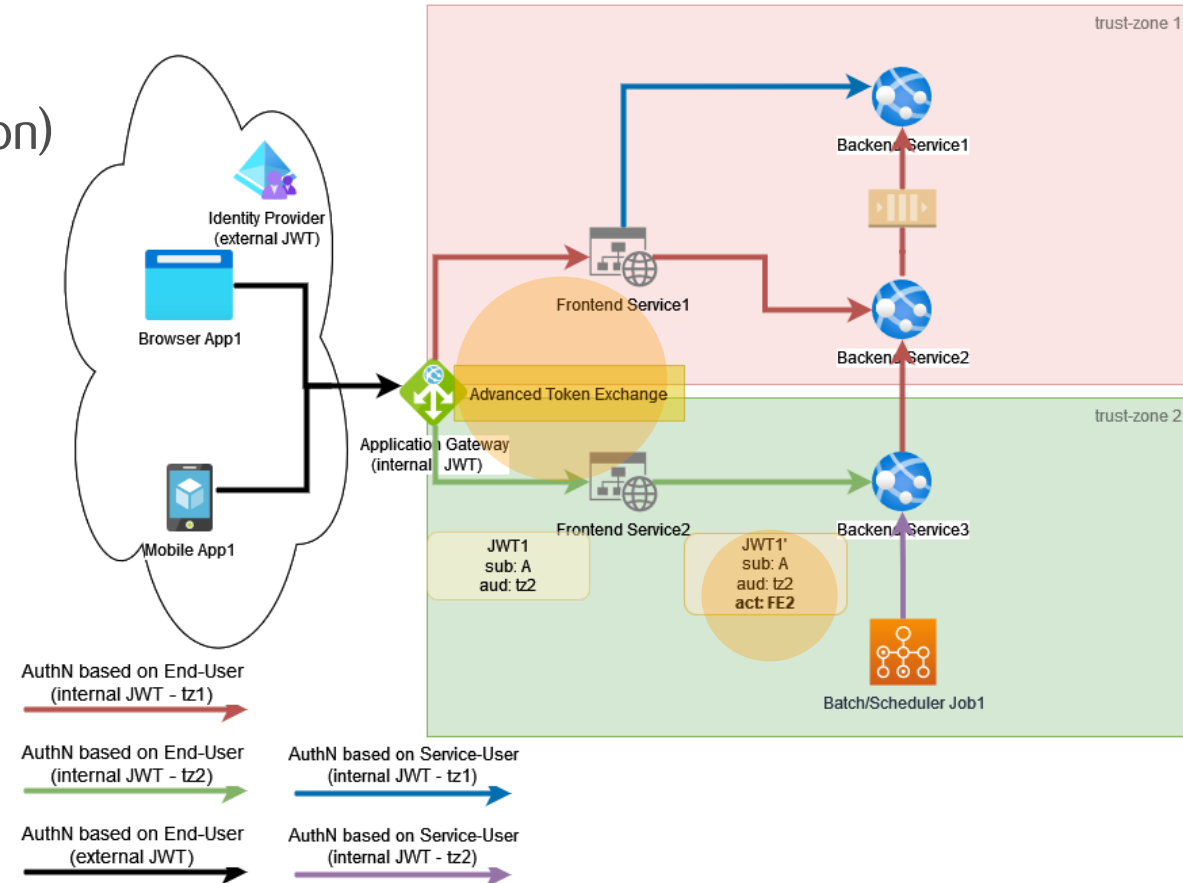 on)
trust-zone 1
Identity Provider
(external JWT)
Browser App1
Mobile App1
Backend Service1
Frontend Service1
Backend Service2
Advanced Token Exchange
Application Gateway
(internal JWT)
trust-zone 2
Frontend Service2
Backend Service3
JWT1
sub: A
aud: tz2
JWT1'
sub: A
aud: tz2
act: FE2
Batch/Scheduler Job1
AuthN based on End-User
(internal JWT - tz1)
AuthN based on End-User
(internal JWT - tz2)
AuthN based on Service-User
(internal JWT - tz1)
AuthN based on End-User
(external JWT)
AuthN based on Service-User
(internal JWT - tz2)